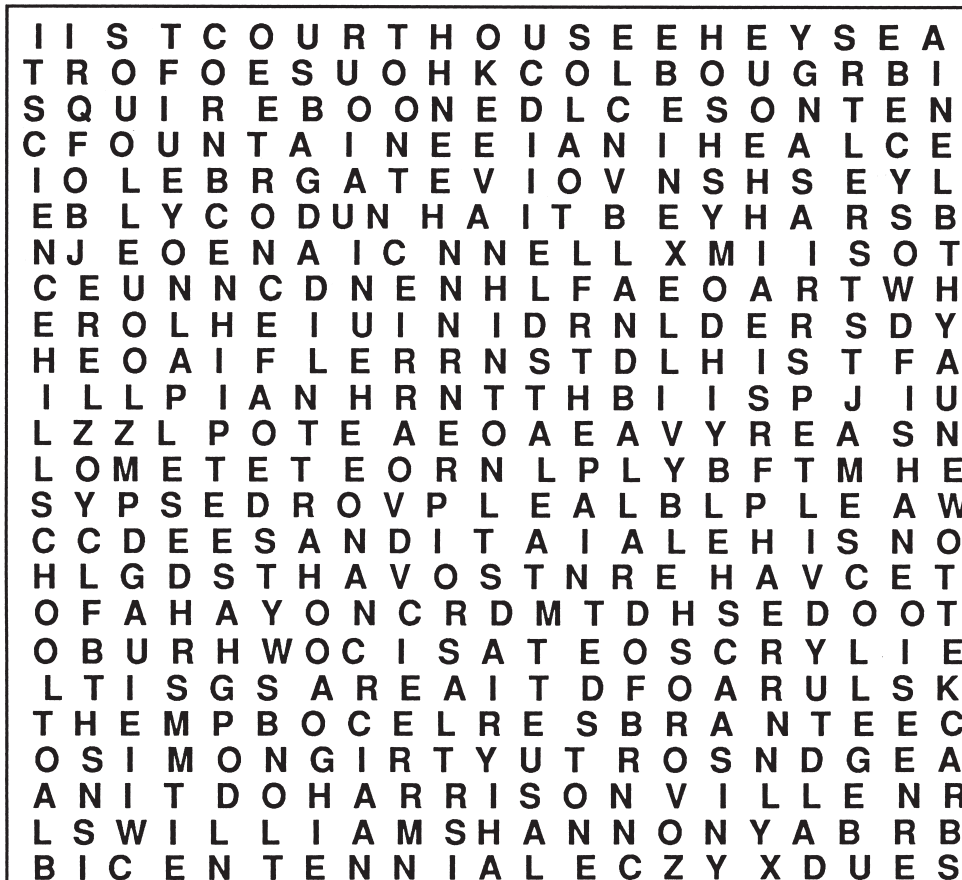 I I S T C O U R T H O U S E E H E Y S E A
T R O F O E S U O H K C O L B O U G R B I
S Q U I R E B O O N E D L C E S O N T E N
C F O U N T A I N E E I A N I H E A L C E
I O L E B R G A T E V I O V N S H S E Y L
E B L Y C O D U N H A I T B E Y H A R S B
N J E O E N A I C N N E L L X M I I S O T
C E U N N C D N E N H L F A E O A R T W H
E R O L H E I U I N I D R N L D E R S D Y
H E O A I F L E R R N S T D L H I S T F A
I L L P I A N H R N T T H B I I S P J I U
L Z Z L P O T E A E O A E A V Y R E A S N
L O M E T E T E O R N L P L Y B F T M H E
S Y P S E D R O V P L E A L B L P L E A W
C C D E E S A N D I T A I A L E H I S N O
H L G D S T H A V O S T N R E H A V C E T
O F A H A Y O N C R D M T D H S E D O O T
O B U R H W O C I S A T E O S C R Y L I E
L T I S G S A R E A I T D F O A R U L S K
T H E M P B O C E L R E S B R A N T E E C
O S I M O N G I R T Y U T R O S N D G E A
A N I T D O H A R R I S O N V I L L E N R
L S W I L L I A M S H A N N O N Y A B R B
B I C E N T E N N I A L E C Z Y X D U E S